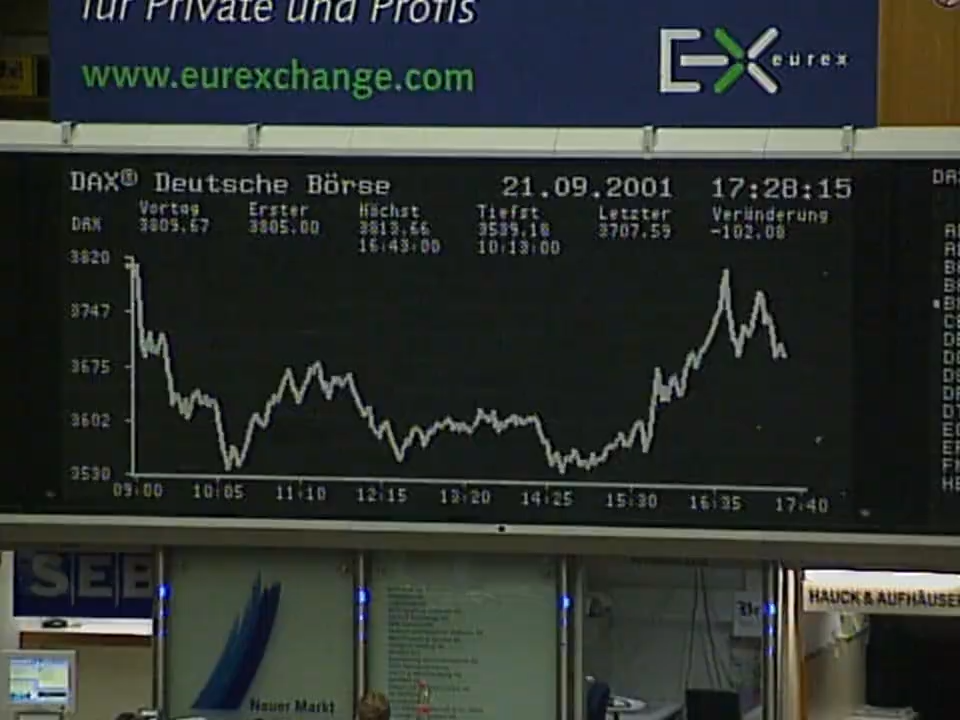 für Private und Profis
www.eurexchange.com
EX eurex
DAX® Deutsche Börse 21.09.2001 17:28:15
Vortag Erster Höchst Tiefst Letzter Veränderung
DAX 3809.67 3805.00 3813.66 3539.18 3707.59 -102.08
16:43:00 10:13:00
3820
3747
3675
3602
3530
09:00 10:05 11:10 12:15 13:20 14:25 15:30 16:35 17:40
SEB
Neuer Markt
HAUCK & AUFHÄUSER